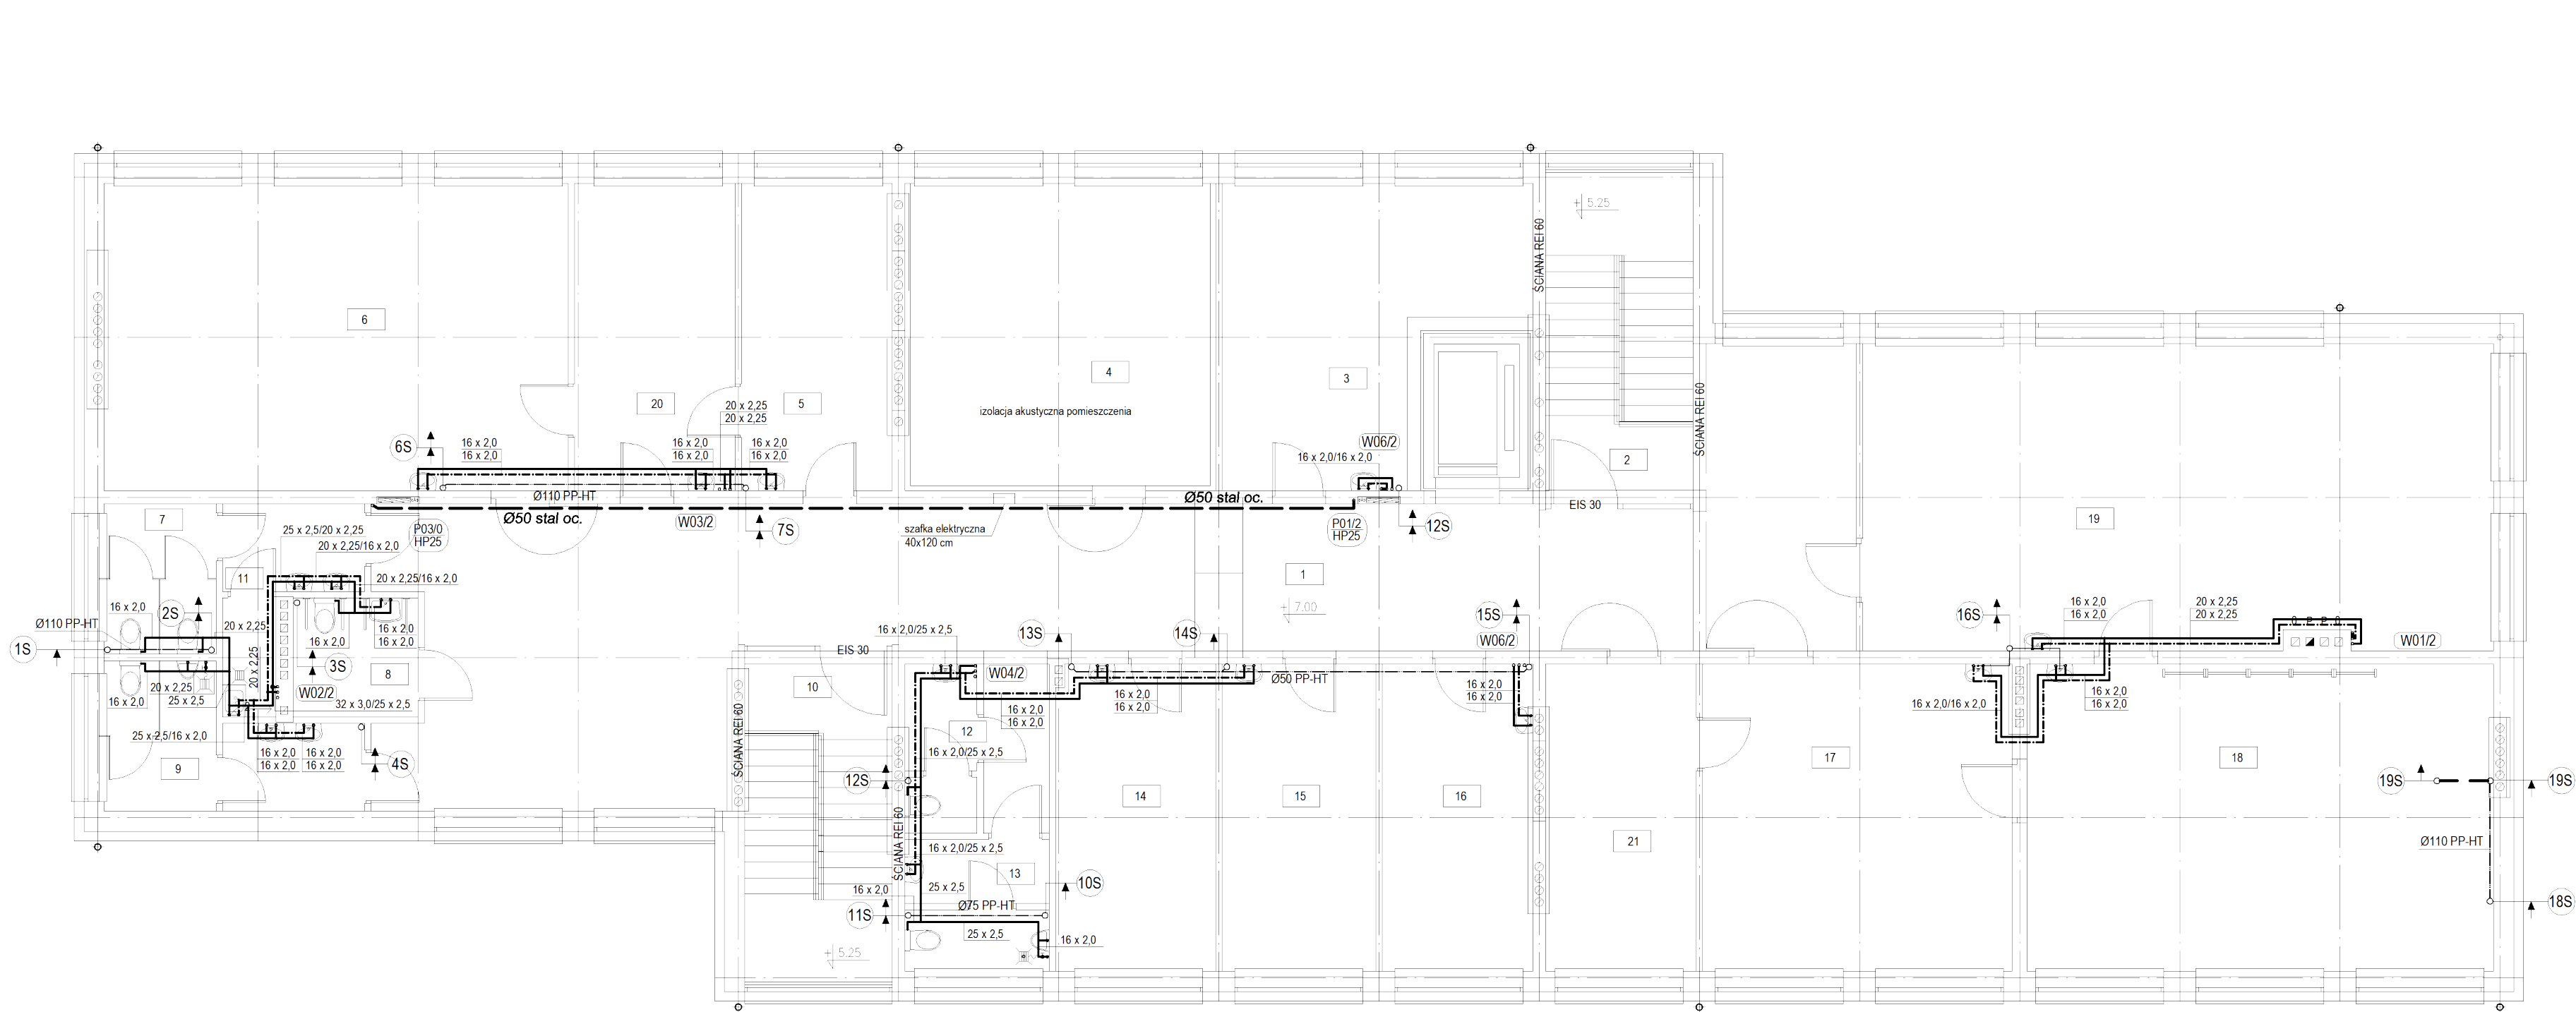 + 5.25
ŚCIANA REI 60
6
4
3
20
5
izolacja akustyczna pomieszczenia
20 x 2,25
20 x 2,25
ŚCIANA REI 60
6S
16 x 2,0
16 x 2,0
16 x 2,0
16 x 2,0
16 x 2,0
16 x 2,0
W06/2
16 x 2,0/16 x 2,0
2
Ø110 PP-HT
Ø50 stal oc.
EIS 30
7
Ø50 stal oc.
W03/2
7S
szafka elektryczna
40x120 cm
P03/0
HP25
P01/2
HP25
12S
19
25 x 2,5/20 x 2,25
20 x 2,25/16 x 2,0
11
20 x 2,25/16 x 2,0
1
+ 7.00
16 x 2,0
2S
Ø110 PP-HT
20 x 2,25
16 x 2,0
16 x 2,0
16 x 2,0
1S
3S
8
20 x 2,25
W02/2
20 x 2,25
25 x 2,5
16 x 2,0
32 x 3,0/25 x 2,5
25 x 2,5/16 x 2,0
16 x 2,0
16 x 2,0
16 x 2,0
16 x 2,0
9
4S
16 x 2,0/25 x 2,5
EIS 30
10
13S
14S
15S
W06/2
W04/2
Ø50 PP-HT
16 x 2,0
16 x 2,0
16 x 2,0
16 x 2,0
16 x 2,0
16 x 2,0
16S
16 x 2,0
16 x 2,0
20 x 2,25
20 x 2,25
W01/2
16 x 2,0/16 x 2,0
16 x 2,0
16 x 2,0
ŚCIANA REI 60
12
16 x 2,0/25 x 2,5
12S
14
15
16
21
17
18
19S
19S
ŚCIANA REI 60
16 x 2,0/25 x 2,5
13
16 x 2,0
25 x 2,5
10S
Ø75 PP-HT
11S
25 x 2,5
16 x 2,0
+ 5.25
Ø110 PP-HT
18S